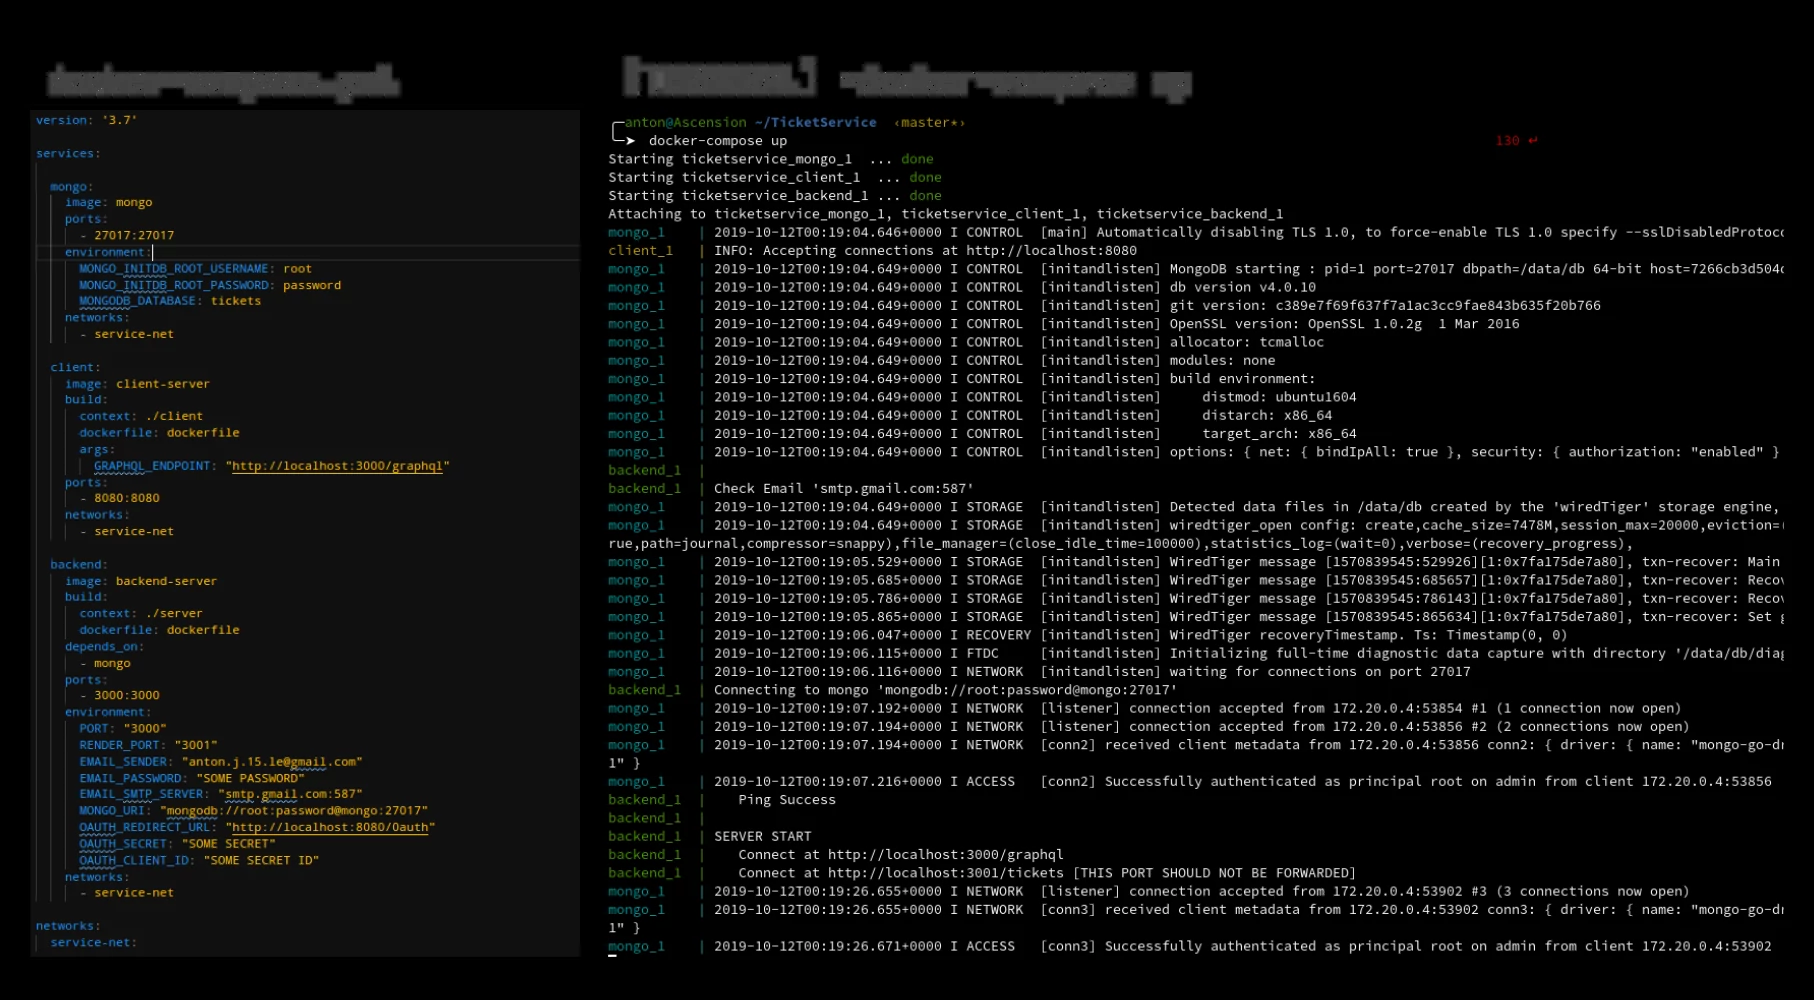 version: '3.7'
services:
mongo:
image: mongo
ports:
- 27017:27017
environment:
MONGO_INITDB_ROOT_USERNAME: root
MONGO_INITDB_ROOT_PASSWORD: password
MONGODB_DATABASE: tickets
networks:
- service-net
client:
image: client-server
build:
context: ./client
dockerfile: dockerfile
args:
GRAPHQL_ENDPOINT: "http://localhost:3000/graphql"
ports:
- 8080:8080
networks:
- service-net
backend:
image: backend-server
build:
context: ./server
dockerfile: dockerfile
depends_on:
- mongo
ports:
- 3000:3000
environment:
PORT: "3000"
RENDER_PORT: "3001"
EMAIL_SENDER: "anton.j.15.le@gmail.com"
EMAIL_PASSWORD: "SOME PASSWORD"
EMAIL_SMTP_SERVER: "smtp.gmail.com:587"
MONGO_URI: "mongodb://root:password@mongo:27017"
OAUTH_REDIRECT_URL: "http://localhost:8080/0auth"
OAUTH_SECRET: "SOME SECRET"
OAUTH_CLIENT_ID: "SOME SECRET ID"
networks:
- service-net
networks:
service-net:
anton@Ascension ~/TicketService ‹master*›
docker-compose up 130 ↵
Starting ticketservice_mongo_1 ... done
Starting ticketservice_client_1 ... done
Starting ticketservice_backend_1 ... done
Attaching to ticketservice_mongo_1, ticketservice_client_1, ticketservice_backend_1
mongo_1 | 2019-10-12T00:19:04.646+0000 I CONTROL [main] Automatically disabling TLS 1.0, to force-enable TLS 1.0 specify --sslDisabledProtoco
client_1 | INFO: Accepting connections at http://localhost:8080
mongo_1 | 2019-10-12T00:19:04.649+0000 I CONTROL [initandlisten] MongoDB starting : pid=1 port=27017 dbpath=/data/db 64-bit host=7266cb3d504c
mongo_1 | 2019-10-12T00:19:04.649+0000 I CONTROL [initandlisten] db version v4.0.10
mongo_1 | 2019-10-12T00:19:04.649+0000 I CONTROL [initandlisten] git version: c389e7f69f637f7a1ac3cc9fae843b635f20b766
mongo_1 | 2019-10-12T00:19:04.649+0000 I CONTROL [initandlisten] OpenSSL version: OpenSSL 1.0.2g 1 Mar 2016
mongo_1 | 2019-10-12T00:19:04.649+0000 I CONTROL [initandlisten] allocator: tcmalloc
mongo_1 | 2019-10-12T00:19:04.649+0000 I CONTROL [initandlisten] modules: none
mongo_1 | 2019-10-12T00:19:04.649+0000 I CONTROL [initandlisten] build environment:
mongo_1 | 2019-10-12T00:19:04.649+0000 I CONTROL [initandlisten] distmod: ubuntu1604
mongo_1 | 2019-10-12T00:19:04.649+0000 I CONTROL [initandlisten] distarch: x86_64
mongo_1 | 2019-10-12T00:19:04.649+0000 I CONTROL [initandlisten] target_arch: x86_64
mongo_1 | 2019-10-12T00:19:04.649+0000 I CONTROL [initandlisten] options: { net: { bindIpAll: true }, security: { authorization: "enabled" }
backend_1 |
backend_1 | Check Email 'smtp.gmail.com:587'
mongo_1 | 2019-10-12T00:19:04.649+0000 I STORAGE [initandlisten] Detected data files in /data/db created by the 'wiredTiger' storage engine,
mongo_1 | 2019-10-12T00:19:04.649+0000 I STORAGE [initandlisten] wiredtiger_open config: create,cache_size=7478M,session_max=20000,eviction=(
rue,path=journal,compressor=snappy),file_manager=(close_idle_time=100000),statistics_log=(wait=0),verbose=(recovery_progress),
mongo_1 | 2019-10-12T00:19:05.529+0000 I STORAGE [initandlisten] WiredTiger message [1570839545:529926][1:0x7fa175de7a80], txn-recover: Main
mongo_1 | 2019-10-12T00:19:05.685+0000 I STORAGE [initandlisten] WiredTiger message [1570839545:685657][1:0x7fa175de7a80], txn-recover: Recov
mongo_1 | 2019-10-12T00:19:05.786+0000 I STORAGE [initandlisten] WiredTiger message [1570839545:786143][1:0x7fa175de7a80], txn-recover: Recov
mongo_1 | 2019-10-12T00:19:05.865+0000 I STORAGE [initandlisten] WiredTiger message [1570839545:865634][1:0x7fa175de7a80], txn-recover: Set g
mongo_1 | 2019-10-12T00:19:06.047+0000 I RECOVERY [initandlisten] WiredTiger recoveryTimestamp. Ts: Timestamp(0, 0)
mongo_1 | 2019-10-12T00:19:06.115+0000 I FTDC [initandlisten] Initializing full-time diagnostic data capture with directory '/data/db/diag
mongo_1 | 2019-10-12T00:19:06.116+0000 I NETWORK [initandlisten] waiting for connections on port 27017
backend_1 | Connecting to mongo 'mongodb://root:password@mongo:27017'
mongo_1 | 2019-10-12T00:19:07.192+0000 I NETWORK [listener] connection accepted from 172.20.0.4:53854 #1 (1 connection now open)
mongo_1 | 2019-10-12T00:19:07.194+0000 I NETWORK [listener] connection accepted from 172.20.0.4:53856 #2 (2 connections now open)
mongo_1 | 2019-10-12T00:19:07.194+0000 I NETWORK [conn2] received client metadata from 172.20.0.4:53856 conn2: { driver: { name: "mongo-go-dr
1" }
mongo_1 | 2019-10-12T00:19:07.216+0000 I ACCESS [conn2] Successfully authenticated as principal root on admin from client 172.20.0.4:53856
backend_1 | Ping Success
backend_1 |
backend_1 | SERVER START
backend_1 | Connect at http://localhost:3000/graphql
backend_1 | Connect at http://localhost:3001/tickets [THIS PORT SHOULD NOT BE FORWARDED]
mongo_1 | 2019-10-12T00:19:26.655+0000 I NETWORK [listener] connection accepted from 172.20.0.4:53902 #3 (3 connections now open)
mongo_1 | 2019-10-12T00:19:26.655+0000 I NETWORK [conn3] received client metadata from 172.20.0.4:53902 conn3: { driver: { name: "mongo-go-dr
1" }
mongo_1 | 2019-10-12T00:19:26.671+0000 I ACCESS [conn3] Successfully authenticated as principal root on admin from client 172.20.0.4:53902